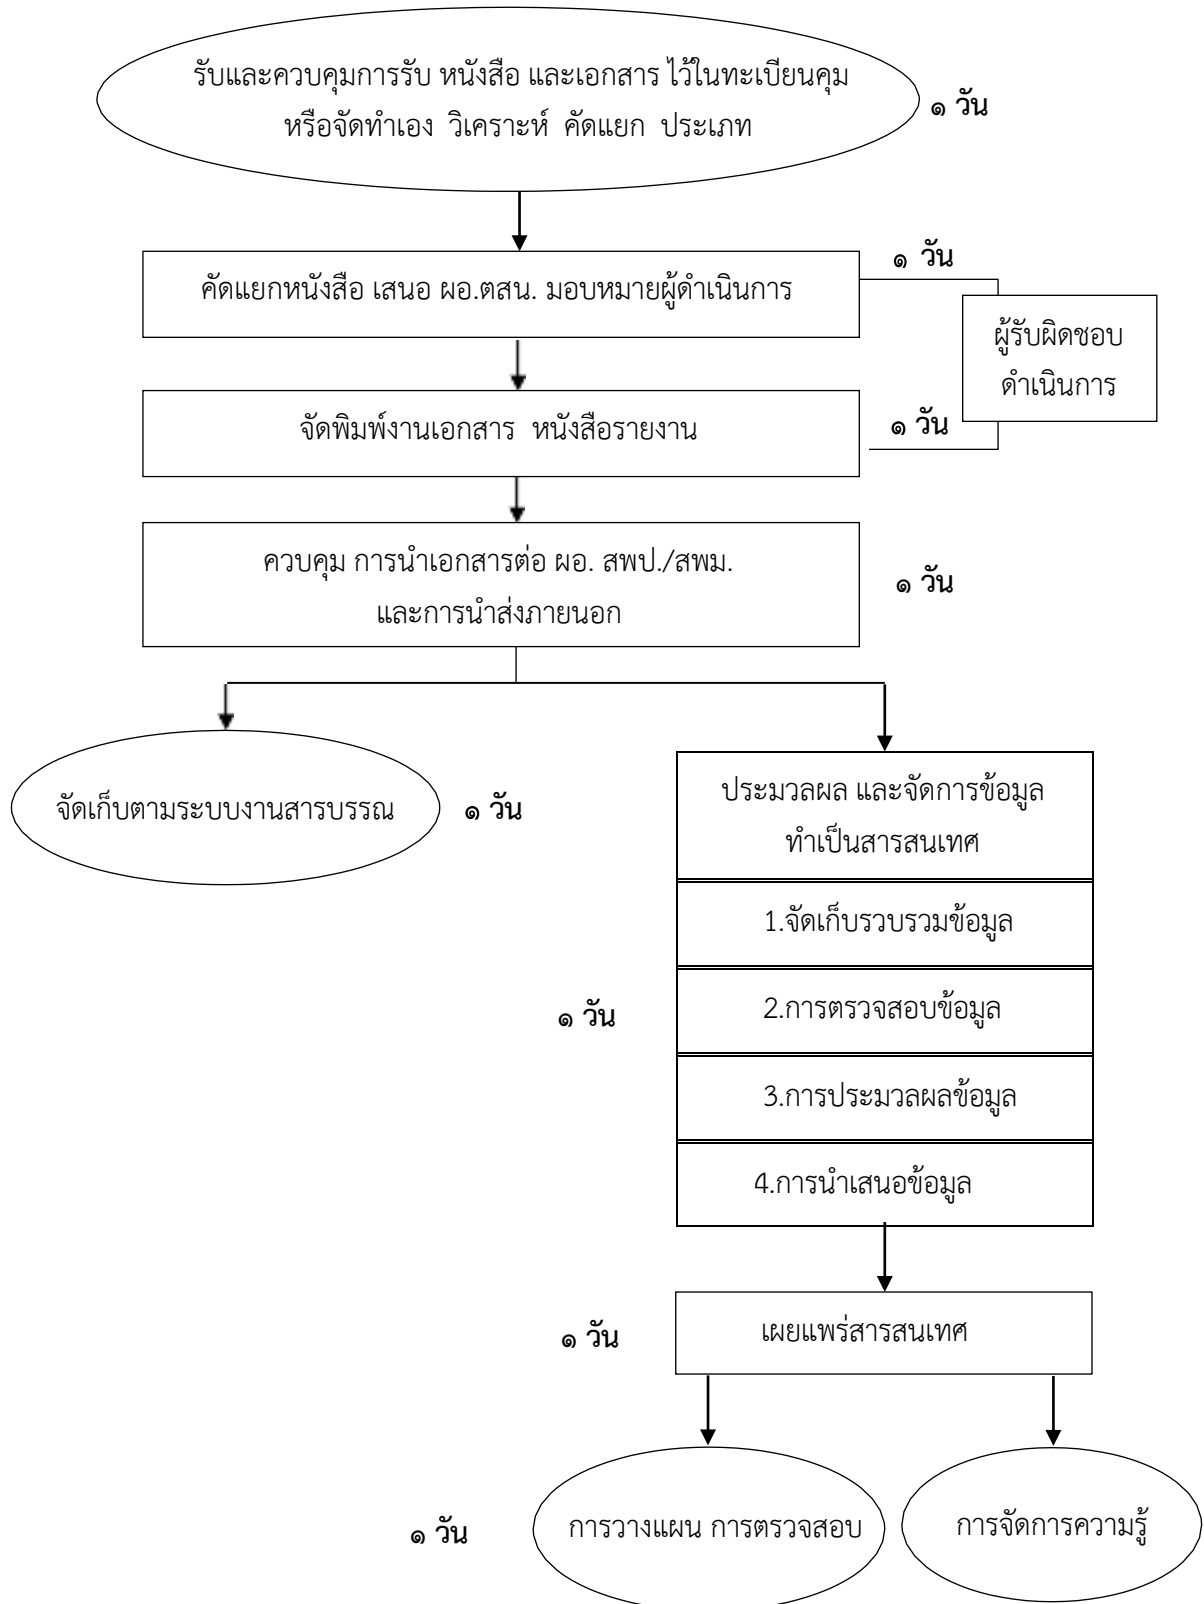 รับและควบคุมการรับ หนังสือ และเอกสาร ไว้ในทะเบียนคุม
หรือจัดทำเอง วิเคราะห์ คัดแยก ประเภท
๑ วัน
คัดแยกหนังสือ เสนอ ผอ.ตสน. มอบหมายผู้ดำเนินการ
๑ วัน
ผู้รับผิดชอบ
ดำเนินการ
จัดพิมพ์งานเอกสาร หนังสือรายงาน
๑ วัน
ควบคุม การนำเอกสารต่อ ผอ. สพป./สพม.
และการนำส่งภายนอก
๑ วัน
จัดเก็บตามระบบงานสารบรรณ
๑ วัน
ประมวลผล และจัดการข้อมูล
ทำเป็นสารสนเทศ
1.จัดเก็บรวบรวมข้อมูล
2.การตรวจสอบข้อมูล
๑ วัน
3.การประมวลผลข้อมูล
4.การนำเสนอข้อมูล
เผยแพร่สารสนเทศ
๑ วัน
การวางแผน การตรวจสอบ
๑ วัน
การจัดการความรู้